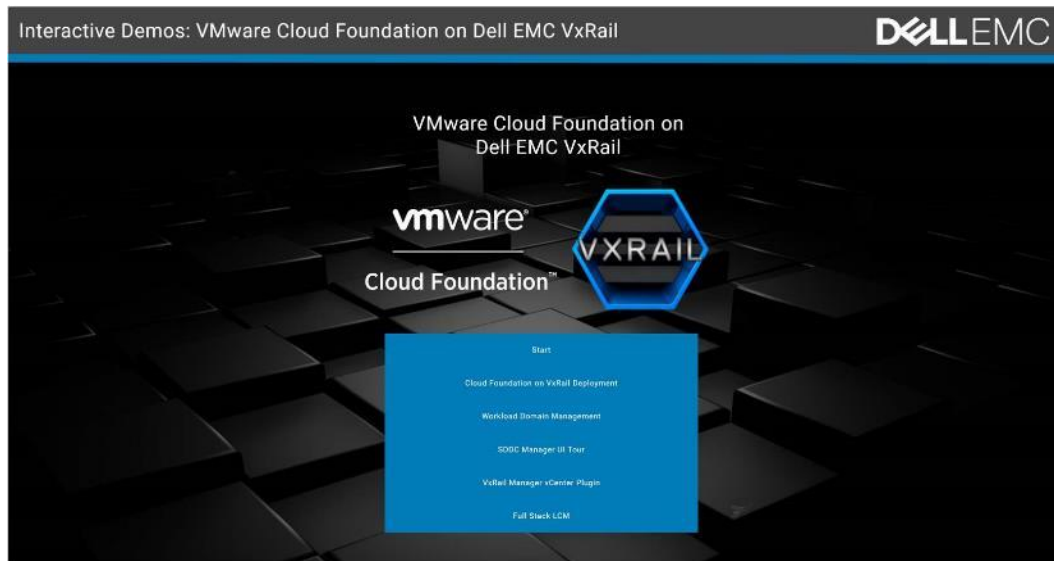 Interactive Demos: VMware Cloud Foundation on Dell EMC VxRail
DELLEMC
VMware Cloud Foundation on
Dell EMC VxRail
vmware®
Cloud Foundation™
VXRAIL
Start
Cloud Foundation on VxRail Deployment
Workload Domain Management
SDDC Manager UI Tour
VxRail Manager vCenter Plugin
Full Stack LCM